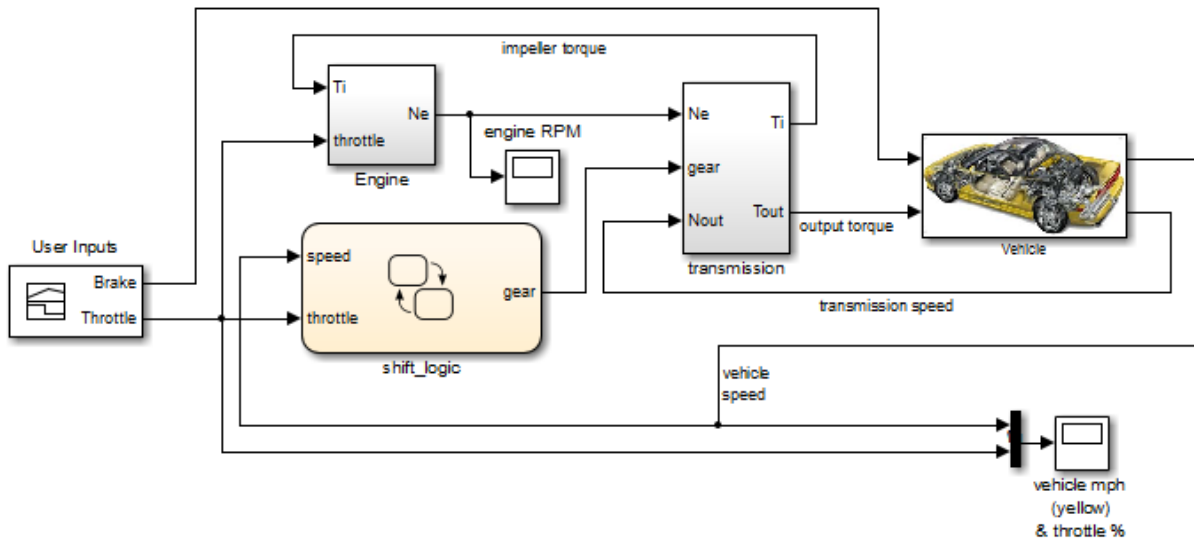 impeller torque
Ti
Ne
throttle
Engine
engine RPM
Ne
Ti
gear
Nout
Tout
transmission
output torque
Vehicle
transmission speed
User Inputs
Brake
Throttle
speed
gear
throttle
shift_logic
vehicle
speed
vehicle mph
(yellow)
& throttle %